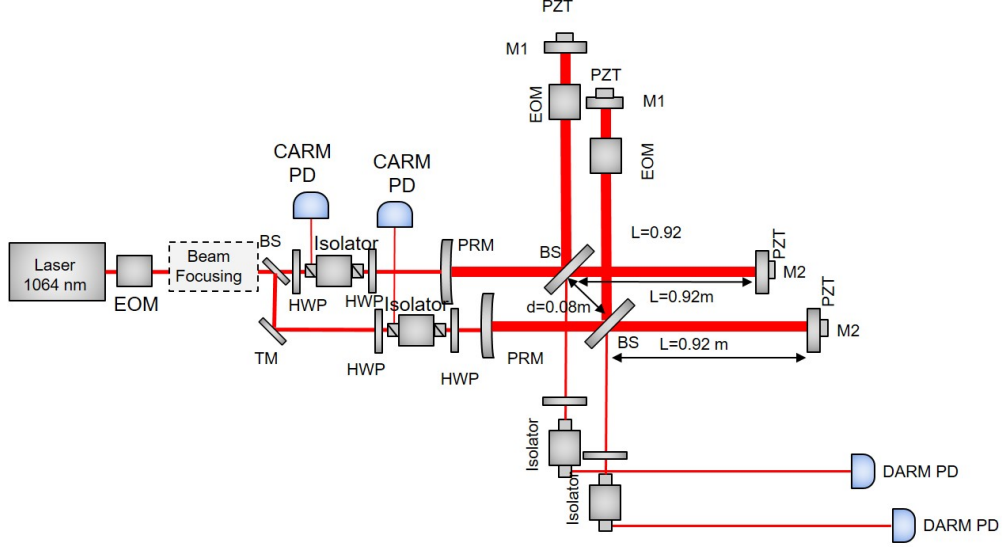 PZT
M1
PZT
M1
EOM
EOM
CARM
PD
CARM
PD
L=0.92
PZT
M2
BS
Isolator
PRM
BS
Laser
1064 nm
Beam
Focusing
EOM
HWP
HWP
L=0.92m
d=0.08m
PZT
M2
Isolator
BS
L=0.92 m
TM
HWP
HWP
PRM
Isolator
DARM PD
Isolator
DARM PD